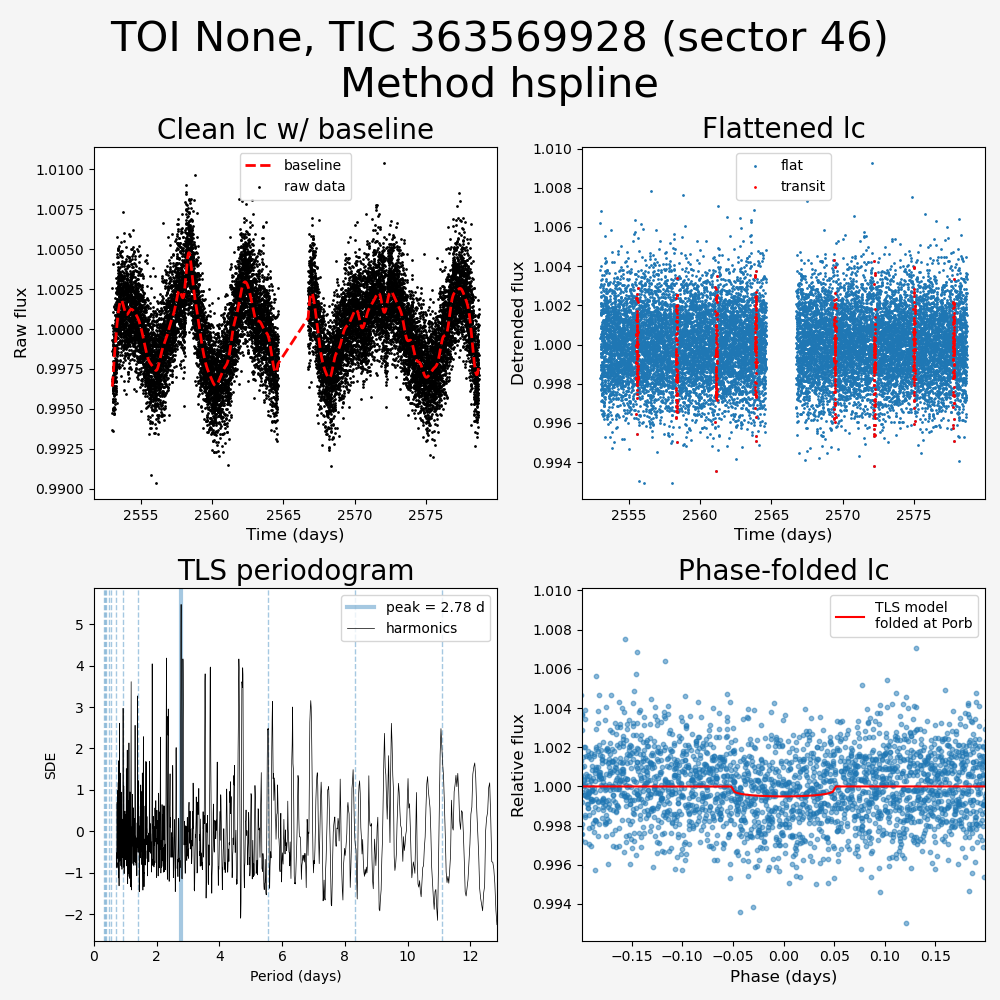 TOI None, TIC 363569928 (sector 46)
Method hspline
Clean lc w/ baseline
baseline
raw data
1.0100
1.0075
1.0050
1.0025
1.0000
0.9975
0.9950
0.9925
0.9900
Raw flux
2555 2560 2565 2570 2575
Time (days)
Flattened lc
flat
transit
1.010
1.008
1.006
1.004
1.002
1.000
0.998
0.996
0.994
Detrended flux
2555 2560 2565 2570 2575
Time (days)
TLS periodogram
peak = 2.78 d
harmonics
5
4
3
2
1
0
−1
−2
SDE
0 2 4 6 8 10 12
Period (days)
Phase-folded lc
TLS model
folded at Porb
1.010
1.008
1.006
1.004
1.002
1.000
0.998
0.996
0.994
Relative flux
−0.15 −0.10 −0.05 0.00 0.05 0.10 0.15
Phase (days)